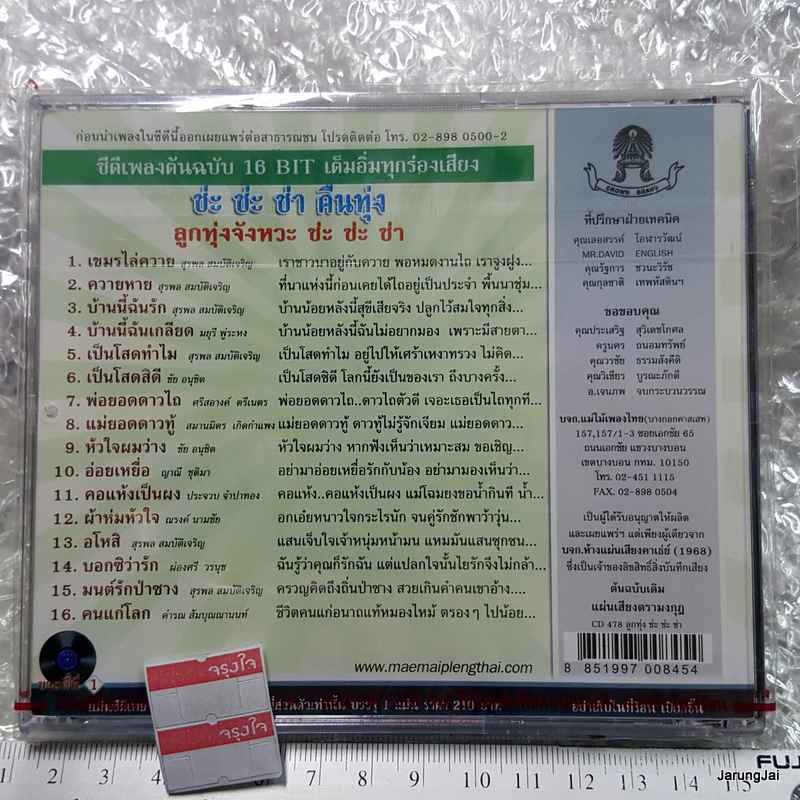 ก่อนนำเพลงในซีดีนี้ออกเผยแพร่ต่อสาธารณชน โปรดติดต่อ โทร. 02-898 0500-2
ซีดีเพลงต้นฉบับ 16 BIT เต็มอิ่มทุกร่องเสียง
ช่ะ ช่ะ ช่า คืนทุ่ง
ลูกทุ่งจังหวะ ช่ะ ช่ะ ช่า
1. เขมรไล่ควาย สุรพล สมบัติเจริญ เราชาวนาอยู่กับควาย พอหมดงานไถ เราจูงฝูง...
2. ควายหาย สุรพล สมบัติเจริญ ที่นาแห่งนี้ก่อนเคยได้ไถอยู่เป็นประจำ พื้นนาชุ่ม...
3. บ้านนี้ฉันรัก สุรพล สมบัติเจริญ บ้านน้อยหลังนี้สุขีเสียจริง ปลูกไว้สมใจทุกสิ่ง...
4. บ้านนี้ฉันเกลียด มยุรี พู่ระหง บ้านน้อยหลังนี้ฉันไม่อยากมอง เพราะมีสายตา...
5. เป็นโสดทำไม สุรพล สมบัติเจริญ เป็นโสดทำไม อยู่ไปให้เศร้าเหงาทรวง ไม่คิด...
6. เป็นโสดสิดี ชัย อนุชิต เป็นโสดซิดี โลกนี้ยังเป็นของเรา ถึงบางครั้ง...
7. พ่อยอดดาวไถ ศรีสอางค์ ตรีเนตร พ่อยอดดาวไถ...ดาวไถตัวดี เจอะเธอเป็นไถทุกที...
8. แม่ยอดดาวทู้ สมานมิตร เกิดกำแพง แม่ยอดดาวทู้ ดาวทู้ไม่รู้จักเจียม แม่ยอดดาว...
9. หัวใจผมว่าง ชัย อนุชิต หัวใจผมว่าง หากฟังเห็นว่าเหมาะสม ขอเชิญ...
10. อ่อยเหยื่อ ญาณี ชุติมา อย่ามาอ่อยเหยื่อรักกับน้อง อย่ามามองเห็นว่า...
11. คอแห้งเป็นผง ประจวบ จำปาทอง คอแห้ง..คอแห้งเป็นผง แม่โฉมยงขอน้ำกินที น้ำ...
12. ผ้าห่มหัวใจ ณรงค์ นามชัย อกเอ๋ยหนาวใจกระไรนัก จนคู่รักชักพาว้าวุ่น...
13. อโหสิ สุรพล สมบัติเจริญ แสนเจ็บใจเจ้าหนุ่มหน้ามน แหมมันแสนซุกซน...
14. บอกซิว่ารัก ผ่องศรี วรนุช ฉันรู้ว่าคุณก็รักฉัน แต่แปลกใจนั้นไยรักจึงไม่กล้า...
15. มนต์รักป่าซาง สุรพล สมบัติเจริญ ครวญคิดถึงถิ่นป่าซาง สวยเกินคำคนเขาอ้าง....
16. คนแก่โลก คำรณ สัมบุณณานนท์ ชีวิตคนแก่อนาถแท้หมองไหม้ ตรองๆ ไปน้อย...
www.maemaiplengthai.com
CROWN BRAND
ที่ปรึกษาฝ่ายเทคนิค
คุณเลอสรรค์ โอฬารวัฒน์
MR.DAVID ENGLISH
คุณรัฐการ ชวนะวิรัช
คุณกุลชาติ เทพหัสดินฯ
ขอขอบคุณ
คุณประเสริฐ สุวิเดชโกศล
ครูนคร ถนอมทรัพย์
คุณวรชัย ธรรมสังคีติ
คุณวิเชียร บูรณะภักดี
อ.เจนภพ จบกระบวนวรรณ
บจก.แม่ไม้เพลงไทย(บางกอกคาสเสท)
157,157/1-3 ซอยเอกชัย 65
ถนนเอกชัย แขวงบางบอน
เขตบางบอน กทม. 10150
โทร. 02-451 1115
FAX. 02-898 0504
เป็นผู้ได้รับอนุญาตให้ผลิต
และเผยแพร่ฯ แต่เพียงผู้เดียวจาก
บจก.ห้างแผ่นเสียงคาเธ่ย์ (1968)
ซึ่งเป็นเจ้าของลิขสิทธิ์สิ่งบันทึกเสียง
ต้นฉบับเดิม
แผ่นเสียงตรามงกุฎ
CD 478 ลูกทุ่ง ช่ะ ช่ะ ช่า
8 851997 008454
1
บรรจุ 1 แผ่น ราคา 210 บาท
จรุงใจ
จรุงใจ
0 1 2 6 7 8 9 10 11 12 13 14 15
FUJ
JarungJai